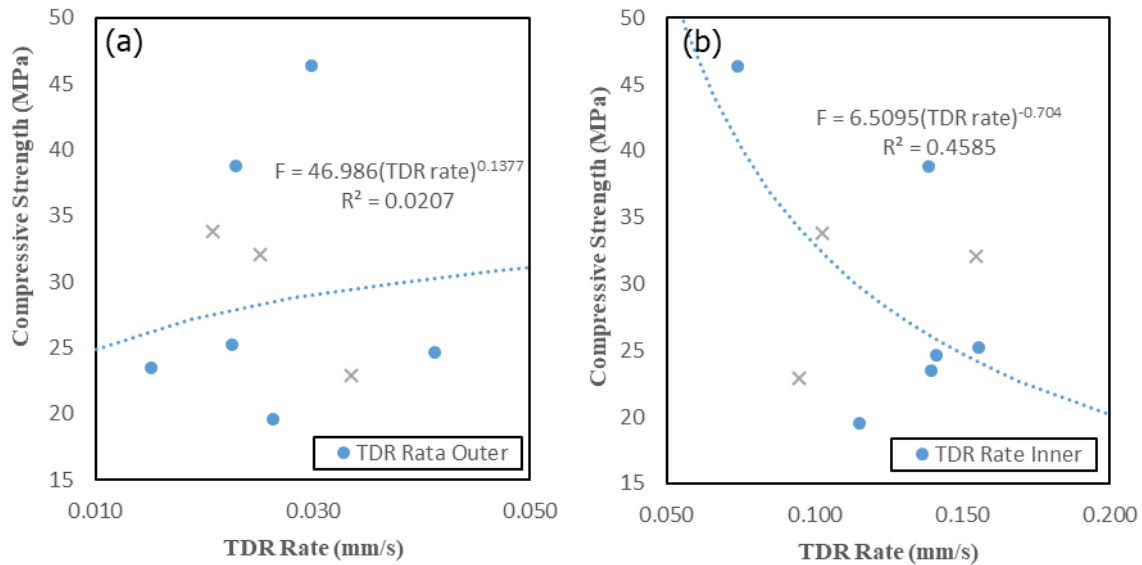 (a)
Compressive Strength (MPa)
50
45
40
35
30
25
20
15
F = 46.986(TDR rate)^0.1377
R² = 0.0207
TDR Rata Outer
0.010 0.030 0.050
TDR Rate (mm/s)
(b)
Compressive Strength (MPa)
50
45
40
35
30
25
20
15
F = 6.5095(TDR rate)^-0.704
R² = 0.4585
TDR Rate Inner
0.050 0.100 0.150 0.200
TDR Rate (mm/s)